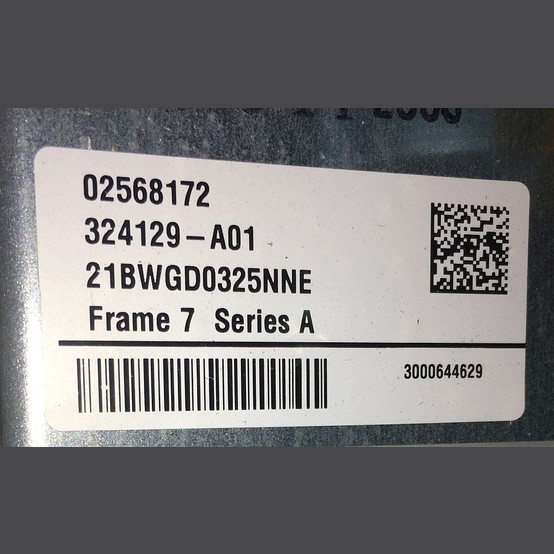 02568172
324129-A01
21BWGD0325NNE
Frame 7 Series A
3000644629